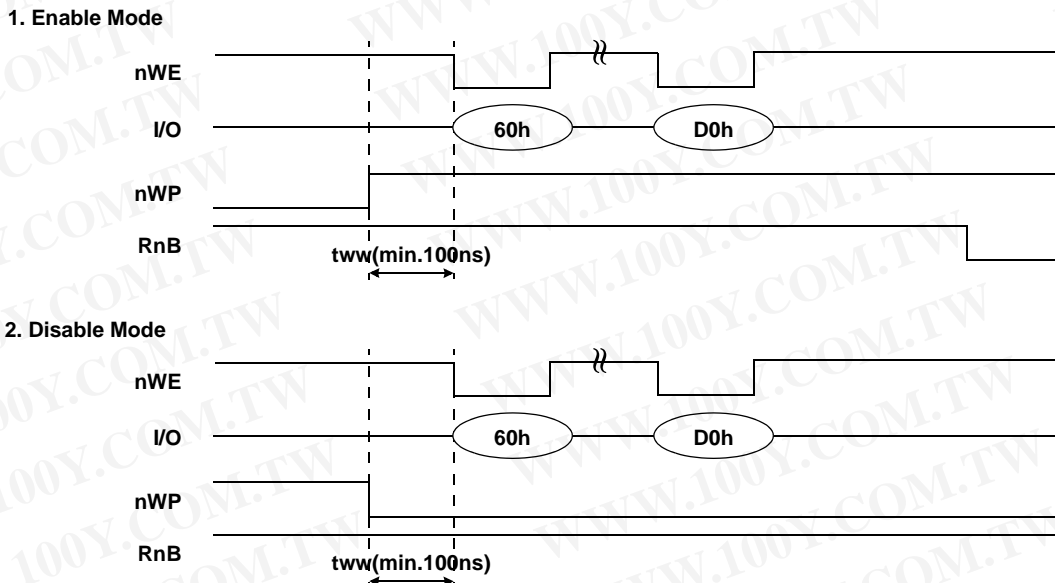 1. Enable Mode
nWE
I/O
60h
D0h
nWP
RnB
tww(min.100ns)
2. Disable Mode
nWE
I/O
60h
D0h
nWP
RnB
tww(min.100ns)
WWW.100Y.COM.TW